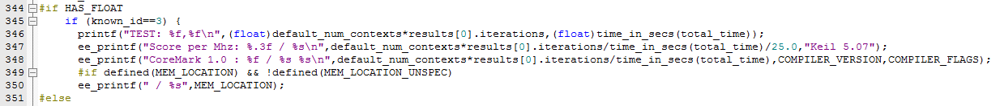 344 #if HAS_FLOAT
345 if (known_id==3) {
346 printf("TEST: %f,%f\n",(float)default_num_contexts*results[0].iterations,(float)time_in_secs(total_time));
347 ee_printf("Score per Mhz: %.3f / %s\n",default_num_contexts*results[0].iterations/time_in_secs(total_time)/25.0,"Keil 5.07");
348 ee_printf("CoreMark 1.0 : %f / %s %s\n",default_num_contexts*results[0].iterations/time_in_secs(total_time),COMPILER_VERSION,COMPILER_FLAGS);
349 #if defined(MEM_LOCATION) && !defined(MEM_LOCATION_UNSPEC)
350 ee_printf(" / %s",MEM_LOCATION);
351 #else